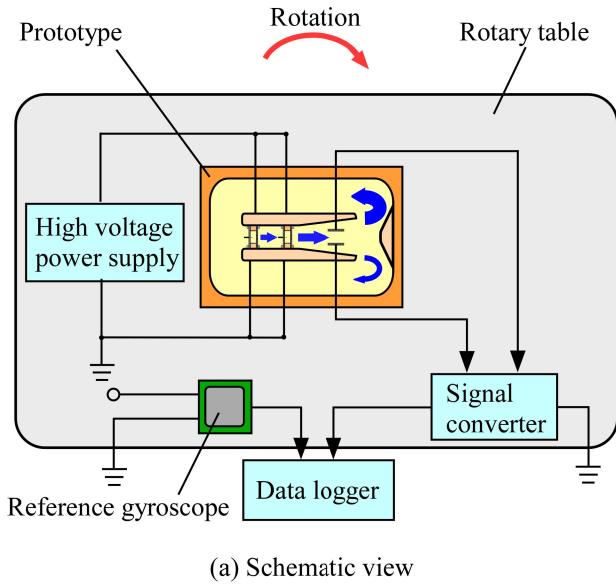 Rotation
Prototype
Rotary table
High voltage
power supply
Signal
converter
Reference gyroscope
Data logger
(a) Schematic view